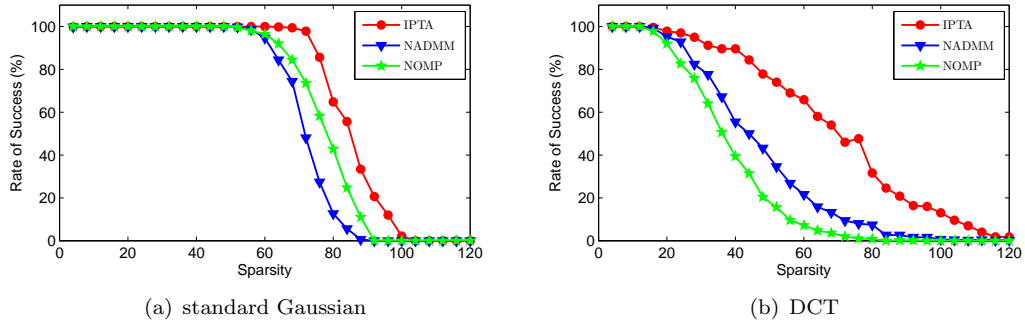 100
80
60
40
20
0
Rate of Success (%)
0 20 40 60 80 100 120
Sparsity
IPTA
NADMM
NOMP
(a) standard Gaussian
100
80
60
40
20
0
Rate of Success (%)
0 20 40 60 80 100 120
Sparsity
IPTA
NADMM
NOMP
(b) DCT